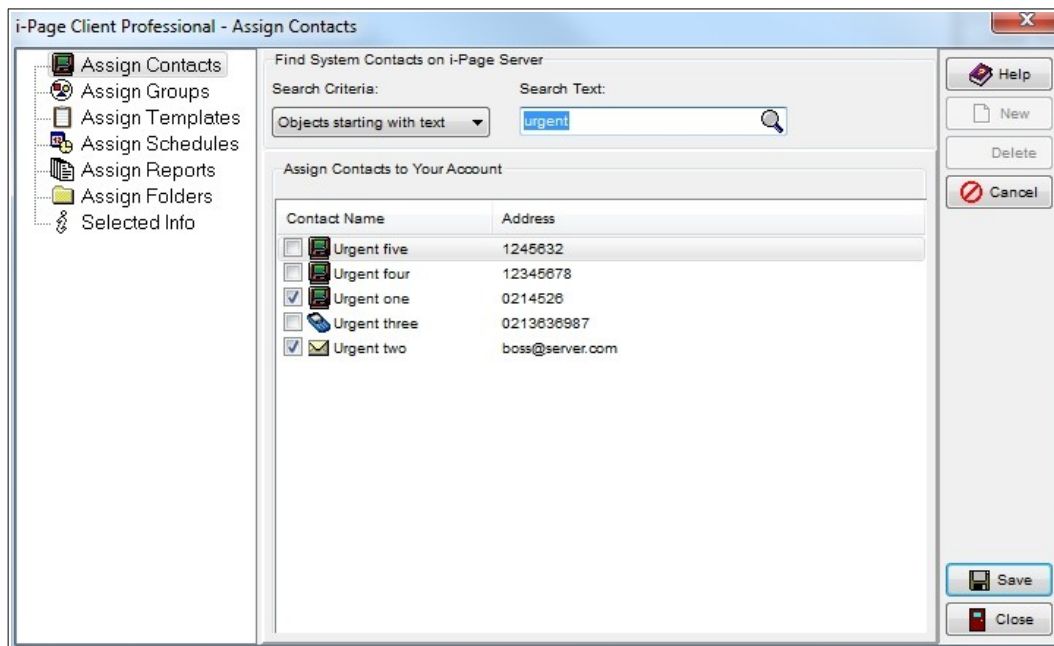 i-Page Client Professional - Assign Contacts
Assign Contacts
Assign Groups
Assign Templates
Assign Schedules
Assign Reports
Assign Folders
Selected Info
Find System Contacts on i-Page Server
Search Criteria: Search Text:
Objects starting with text urgent
Assign Contacts to Your Account
Contact Name Address
Urgent five 1245632
Urgent four 12345678
Urgent one 0214526
Urgent three 0213636987
Urgent two boss@server.com
Help
New
Delete
Cancel
Save
Close